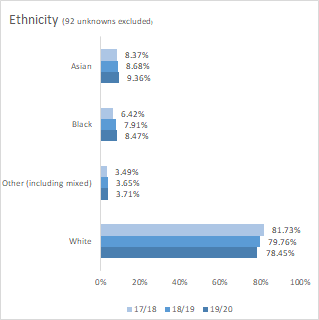 Ethnicity (92 unknowns excluded)
Asian
8.37%
8.68%
9.36%
Black
6.42%
7.91%
8.47%
Other (including mixed)
3.49%
3.65%
3.71%
White
81.73%
79.76%
78.45%
0% 20% 40% 60% 80% 100%
17/18 18/19 19/20